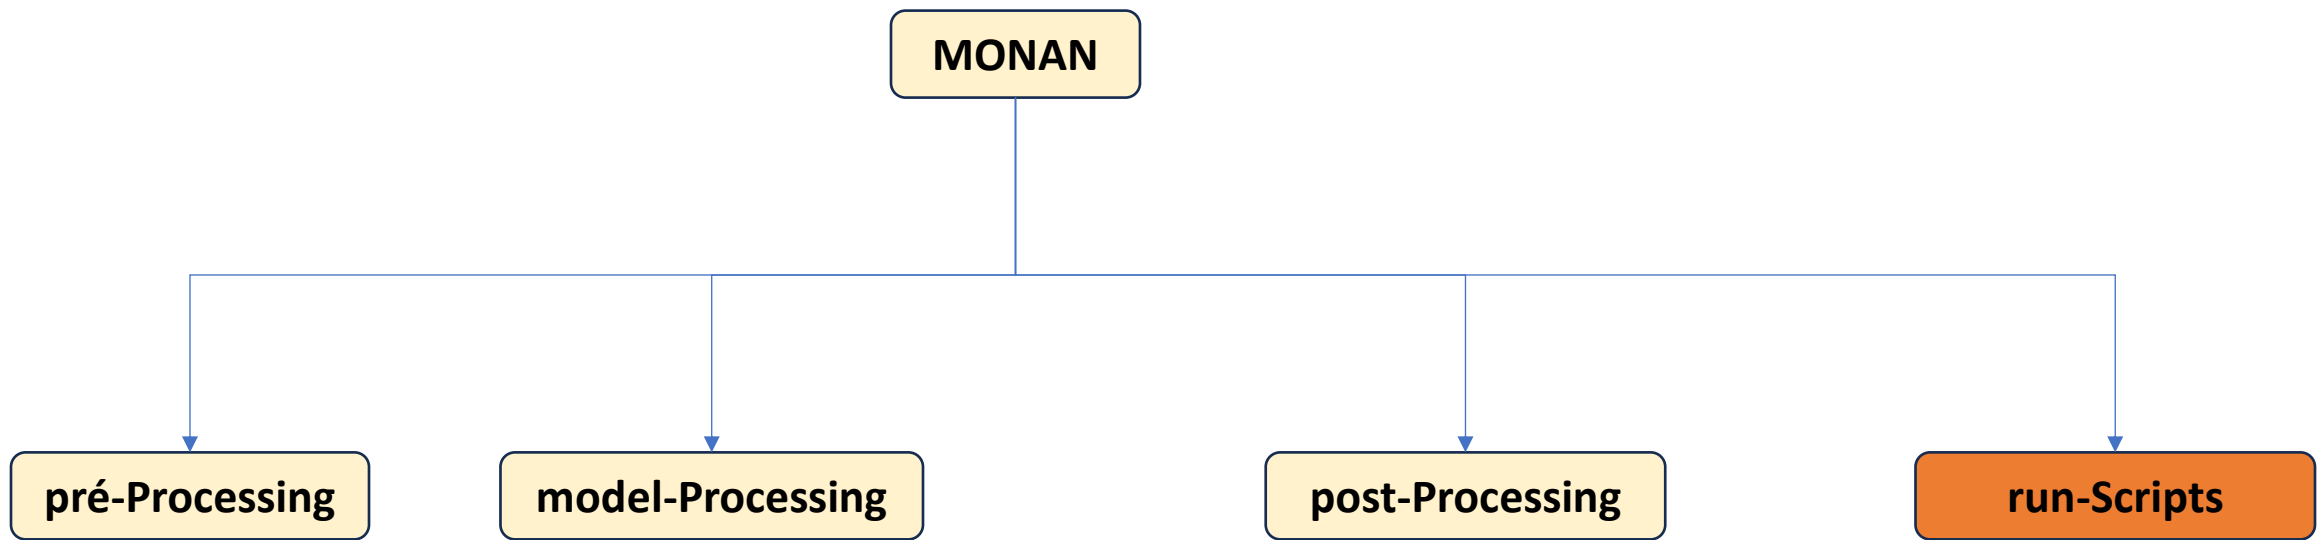 MONAN
pré-Processing
model-Processing
post-Processing
run-Scripts